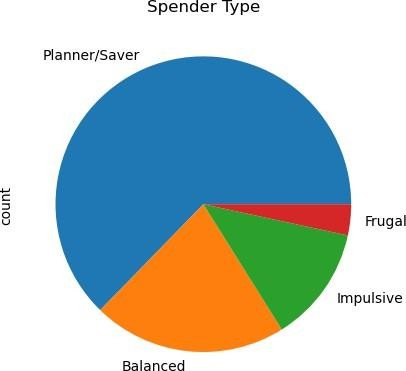 Spender Type
Planner/Saver
count
Frugal
Impulsive
Balanced